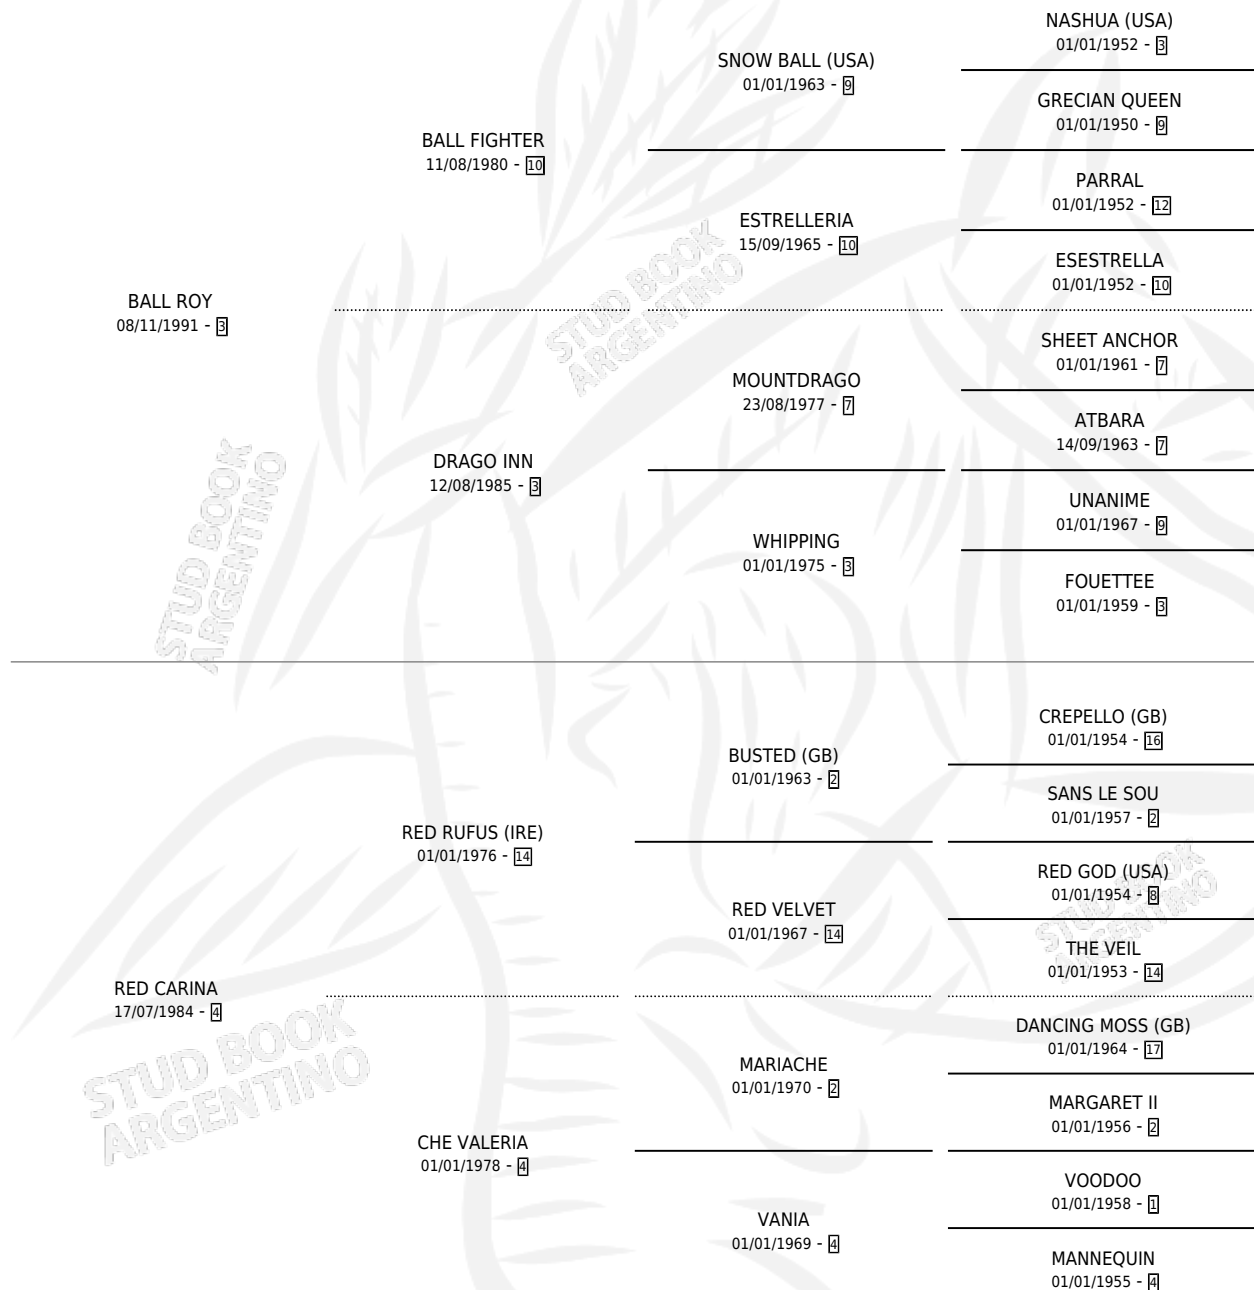 NASHUA (USA)
01/01/1952 - 3
SNOW BALL (USA)
01/01/1963 - 9
GRECIAN QUEEN
01/01/1950 - 9
BALL FIGHTER
11/08/1980 - 10
PARRAL
01/01/1952 - 12
ESTRELLERIA
15/09/1965 - 10
ESESTRELLA
01/01/1952 - 10
BALL ROY
08/11/1991 - 3
STUD BOOK
ARGENTINO
SHEET ANCHOR
01/01/1961 - 7
MOUNTDRAGO
23/08/1977 - 7
ATBARA
14/09/1963 - 7
DRAGO INN
12/08/1985 - 3
UNANIME
01/01/1967 - 9
WHIPPING
01/01/1975 - 3
FOUETTEE
01/01/1959 - 3
STUD BOOK
ARGENTINO
CREPELLO (GB)
01/01/1954 - 16
BUSTED (GB)
01/01/1963 - 2
SANS LE SOU
01/01/1957 - 2
RED RUFUS (IRE)
01/01/1976 - 14
RED GOD (USA)
01/01/1954 - 8
RED VELVET
01/01/1967 - 14
THE VEIL
01/01/1953 - 14
STUD BOOK
ARGENTINO
RED CARINA
17/07/1984 - 4
DANCING MOSS (GB)
01/01/1964 - 17
MARIACHE
01/01/1970 - 2
MARGARET II
01/01/1956 - 2
CHE VALERIA
01/01/1978 - 4
VOODOO
01/01/1958 - 1
VANIA
01/01/1969 - 4
MANNEQUIN
01/01/1955 - 4
STUD BOOK
ARGENTINO